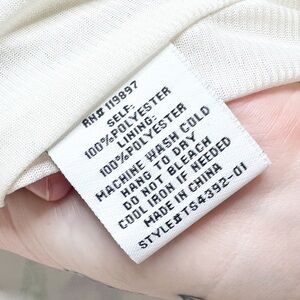 RN# 119897
SELF:
100%POLYESTER
LINING:
100%POLYESTER
MACHINE WASH COLD
HANG TO DRY
DO NOT BLEACH
COOL IRON IF NEEDED
MADE IN CHINA
STYLE#TS4392-01